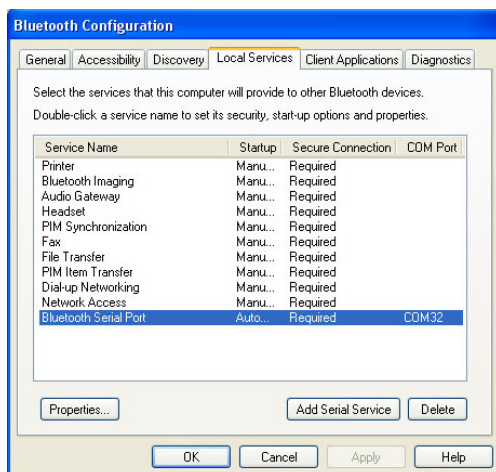 Bluetooth Configuration
General Accessibility Discovery Local Services Client Applications Diagnostics
Select the services that this computer will provide to other Bluetooth devices.
Double-click a service name to set its security, start-up options and properties.
Service Name Startup Secure Connection COM Port
Printer Manu... Required
Bluetooth Imaging Manu... Required
Audio Gateway Manu... Required
Headset Manu... Required
PIM Synchronization Manu... Required
Fax Manu... Required
File Transfer Manu... Required
PIM Item Transfer Manu... Required
Dial-up Networking Manu... Required
Network Access Manu... Required
Bluetooth Serial Port Auto... Required COM32
Properties... Add Serial Service Delete
OK Cancel Apply Help